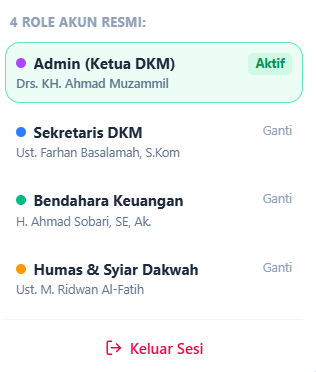 4 ROLE AKUN RESMI:
Admin (Ketua DKM) Aktif
Drs. KH. Ahmad Muzammil
Sekretaris DKM Ganti
Ust. Farhan Basalamah, S.Kom
Bendahara Keuangan Ganti
H. Ahmad Sobari, SE, Ak.
Humas & Syiar Dakwah Ganti
Ust. M. Ridwan Al-Fatih
Keluar Sesi